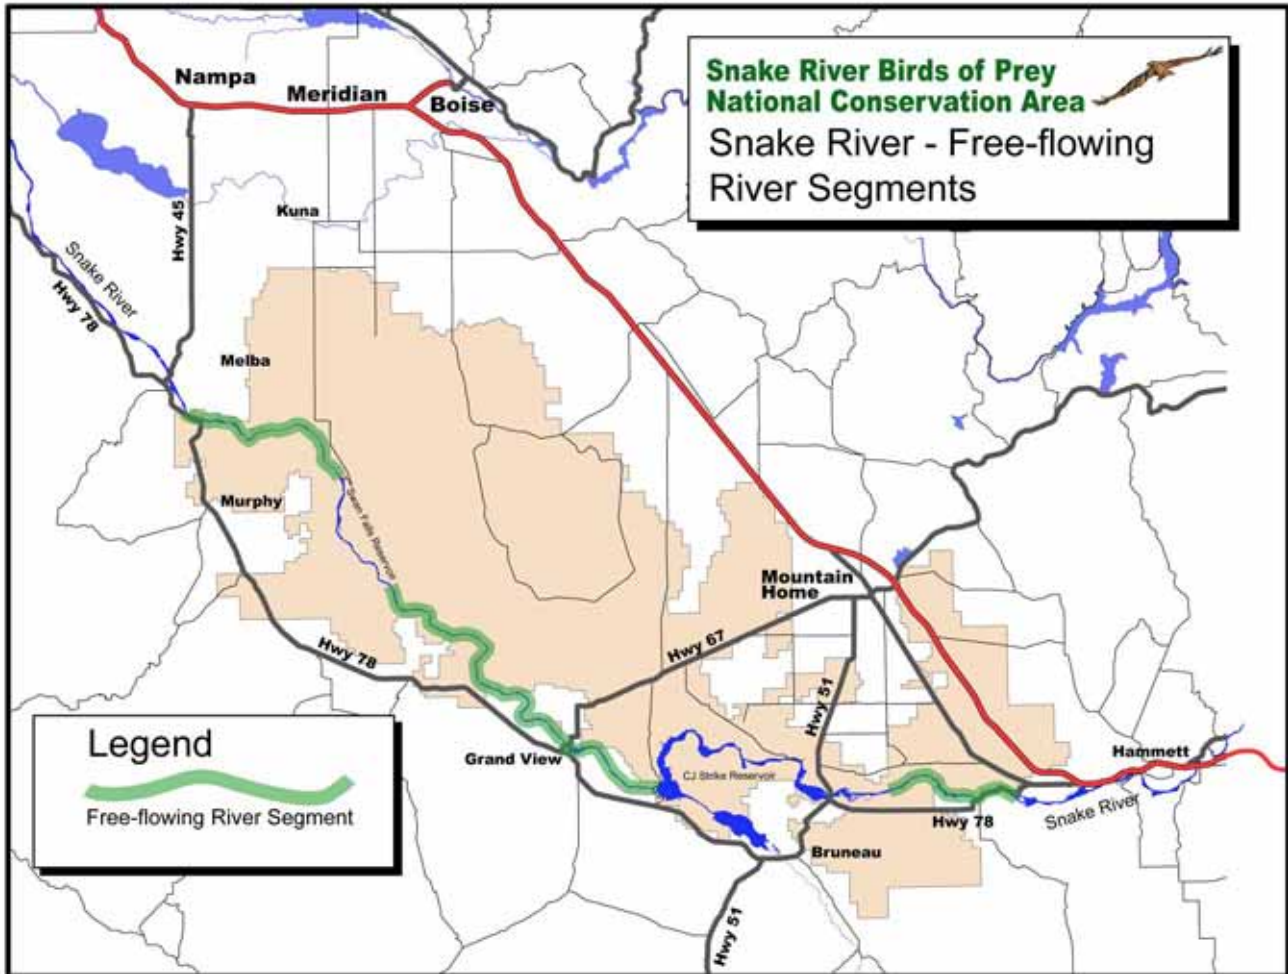 Snake River Birds of Prey
National Conservation Area
Snake River - Free-flowing
River Segments
Nampa
Meridian
Boise
Kuna
Hwy 45
Snake River
Hwy 78
Melba
Murphy
Swan Falls Reservoir
Mountain
Home
Hwy 67
Hwy 78
Hwy 51
Grand View
CJ Strike Reservoir
Hammett
Snake River
Hwy 78
Bruneau
Hwy 51
Legend
Free-flowing River Segment